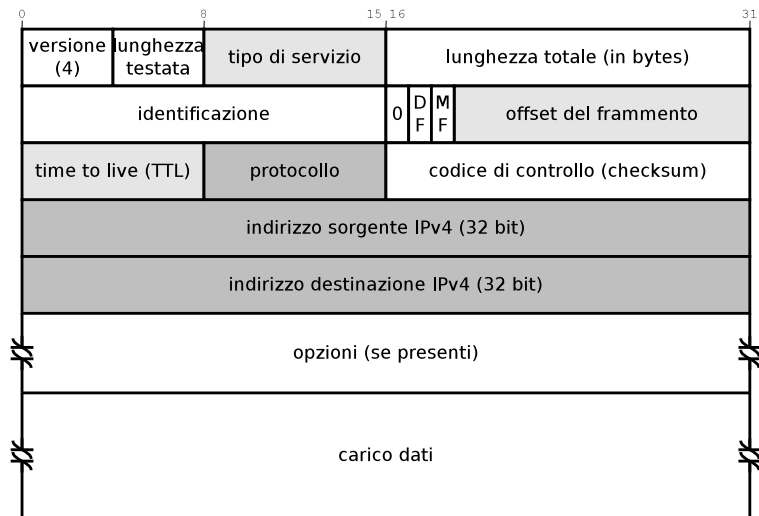 0 8 15 16 31
versione (4) lunghezza testata tipo di servizio lunghezza totale (in bytes)
identificazione 0 DF MF offset del frammento
time to live (TTL) protocollo codice di controllo (checksum)
indirizzo sorgente IPv4 (32 bit)
indirizzo destinazione IPv4 (32 bit)
opzioni (se presenti)
carico dati